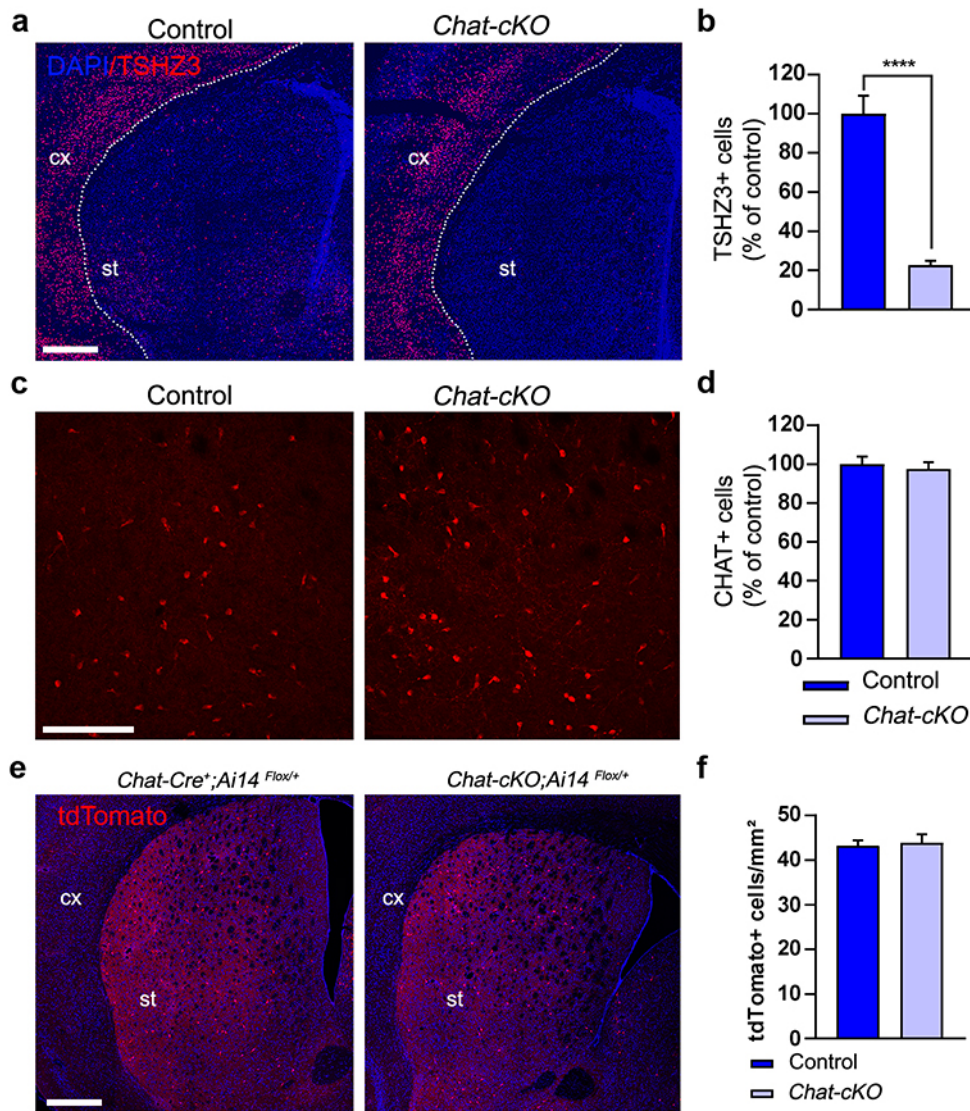 a
Control
Chat-cKO
DAPI/TSHZ3
cx
st
cx
st
b
****
120
100
80
60
40
20
0
TSHZ3+ cells
(% of control)
c
Control
Chat-cKO
d
120
100
80
60
40
20
0
CHAT+ cells
(% of control)
Control
Chat-cKO
e
Chat-Cre⁺;Ai14 Flox/+
Chat-cKO;Ai14 Flox/+
tdTomato
cx
st
cx
st
f
50
40
30
20
10
0
tdTomato+ cells/mm²
Control
Chat-cKO